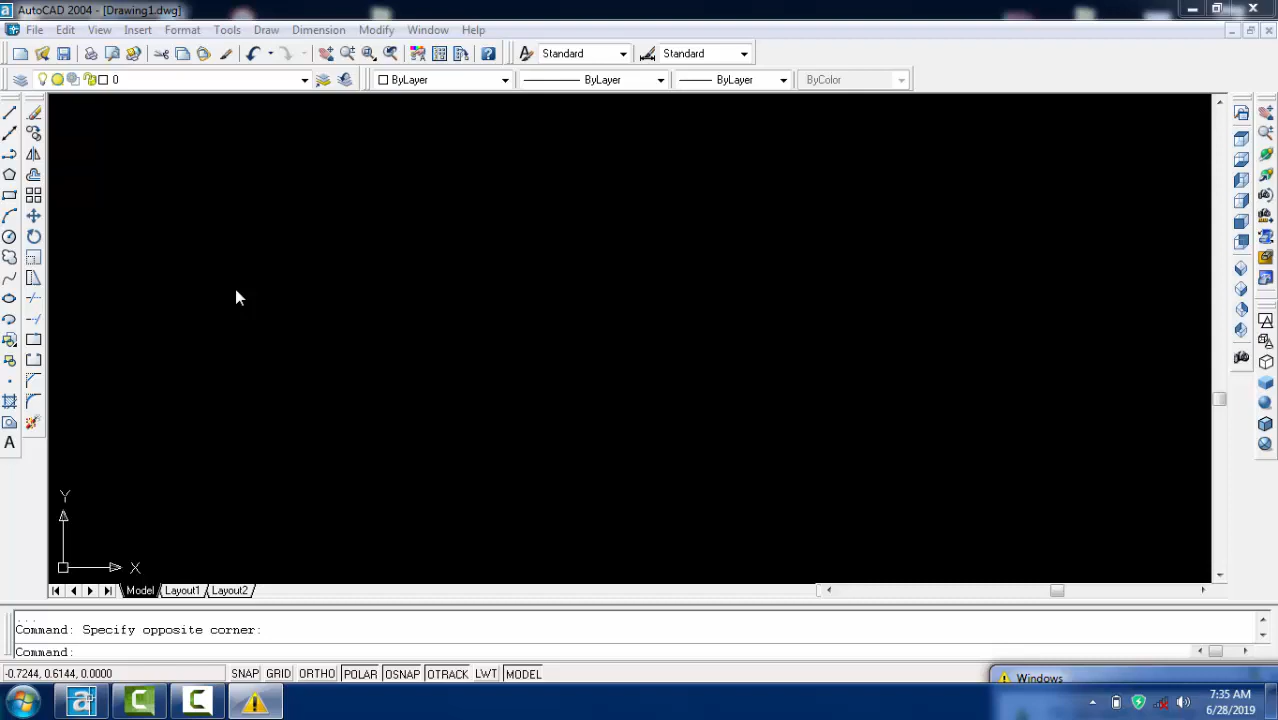 AutoCAD 2004 - [Drawing1.dwg]
File Edit View Insert Format Tools Draw Dimension Modify Window Help
Standard Standard
0 ByLayer ByLayer ByLayer ByColor
A
Y
X
Model Layout1 Layout2
Command: Specify opposite corner:
Command:
-0.7244, 0.6144, 0.0000 SNAP GRID ORTHO POLAR OSNAP OTRACK LWT MODEL
Windows
7:35 AM
6/28/2019